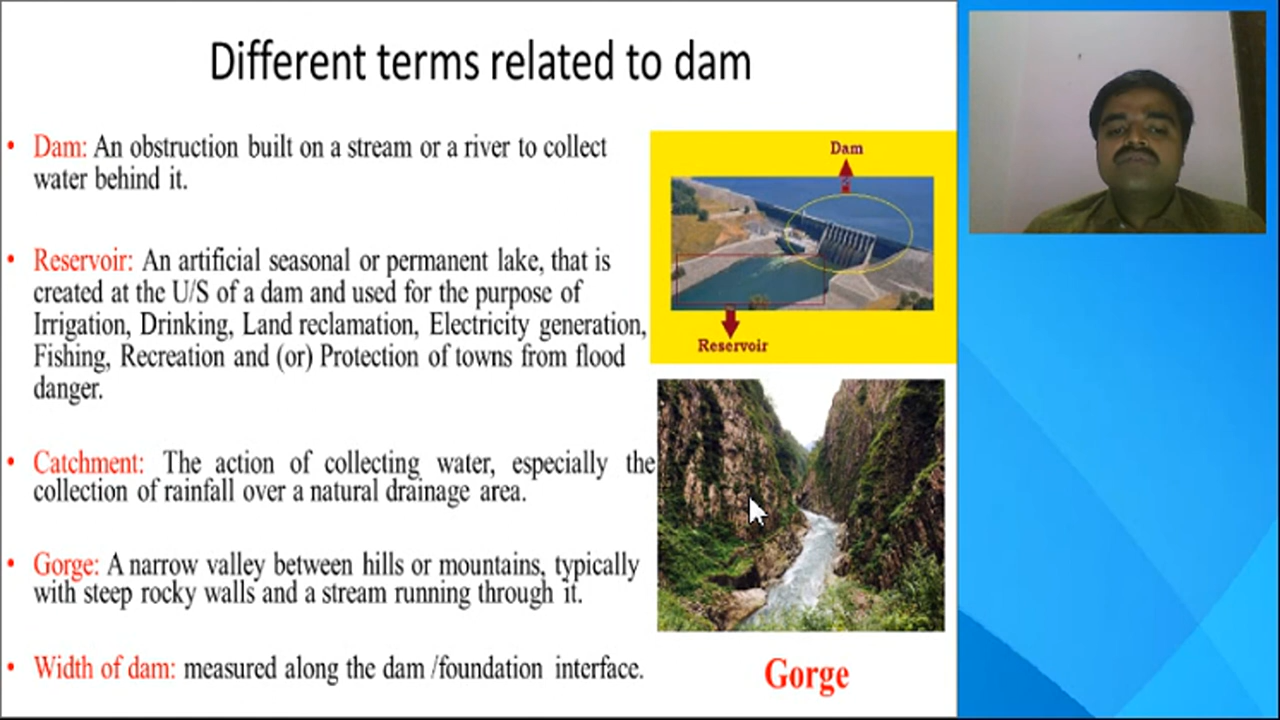 Different terms related to dam
• Dam: An obstruction built on a stream or a river to collect
water behind it.
• Reservoir: An artificial seasonal or permanent lake, that is
created at the U/S of a dam and used for the purpose of
Irrigation, Drinking, Land reclamation, Electricity generation,
Fishing, Recreation and (or) Protection of towns from flood
danger.
• Catchment: The action of collecting water, especially the
collection of rainfall over a natural drainage area.
• Gorge: A narrow valley between hills or mountains, typically
with steep rocky walls and a stream running through it.
• Width of dam: measured along the dam /foundation interface.
Dam
Reservoir
Gorge